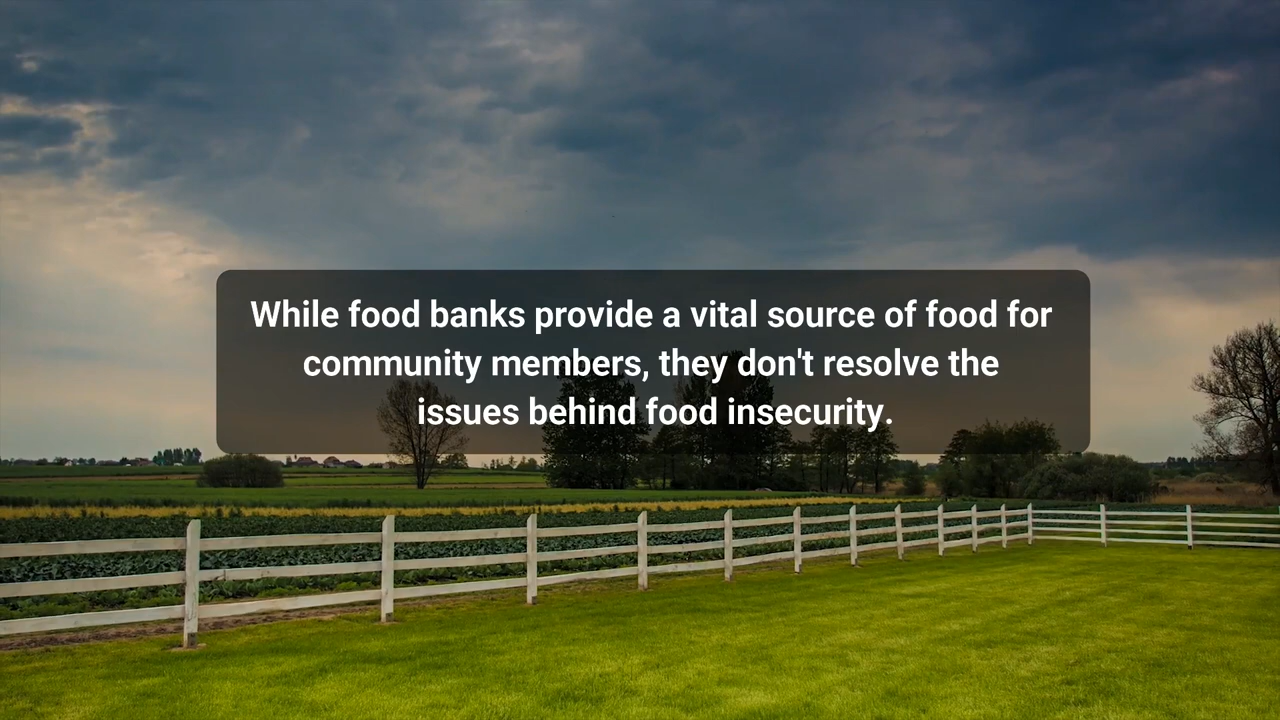 While food banks provide a vital source of food for
community members, they don't resolve the
issues behind food insecurity.